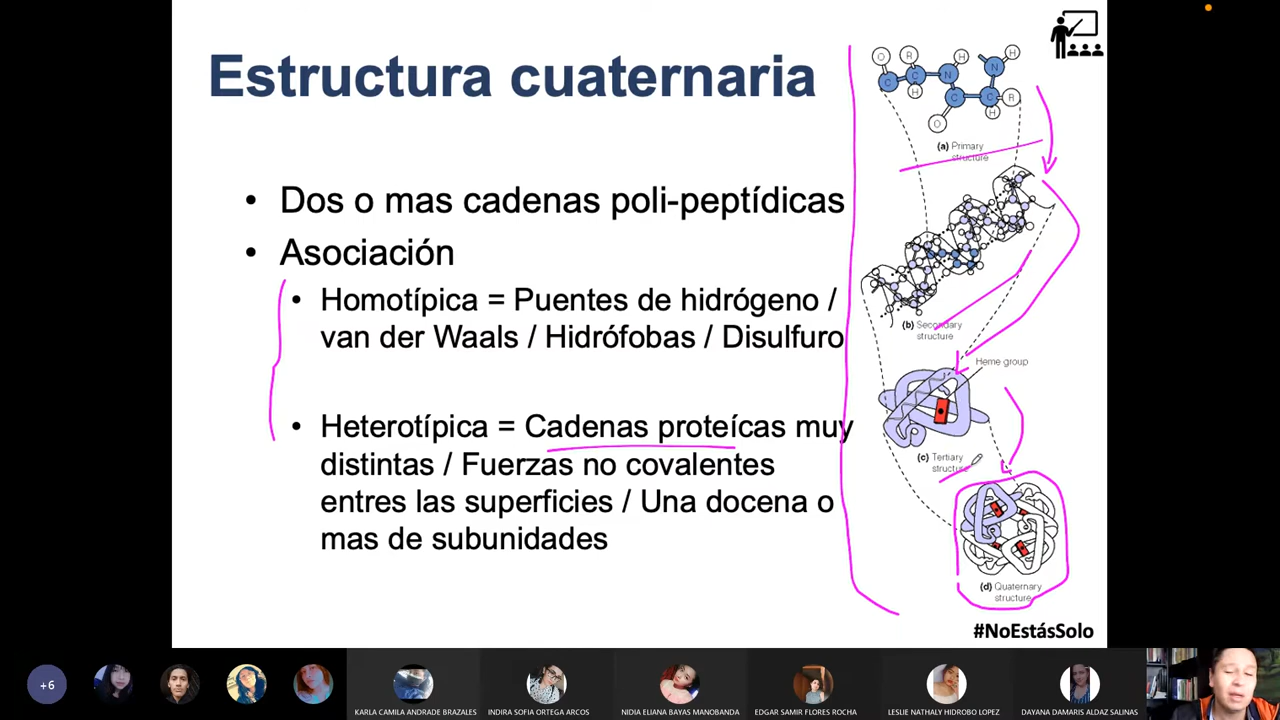 Estructura cuaternaria
• Dos o mas cadenas poli-peptídicas
• Asociación
• Homotípica = Puentes de hidrógeno /
van der Waals / Hidrófobas / Disulfuro
• Heterotípica = Cadenas proteícas muy
distintas / Fuerzas no covalentes
entres las superficies / Una docena o
mas de subunidades
O R H N H
C C N
H C C R
O H
(a) Primary
structure
(b) Secondary
structure
Heme group
(c) Tertiary
structure
(d) Quaternary
structure
#NoEstásSolo
+6
KARLA CAMILA ANDRADE BRAZALES
INDIRA SOFIA ORTEGA ARCOS
NIDIA ELIANA BAYAS MANOBANDA
EDGAR SAMIR FLORES ROCHA
LESLIE NATHALY HIDROBO LOPEZ
DAYANA DAMARIS ALDAZ SALINAS